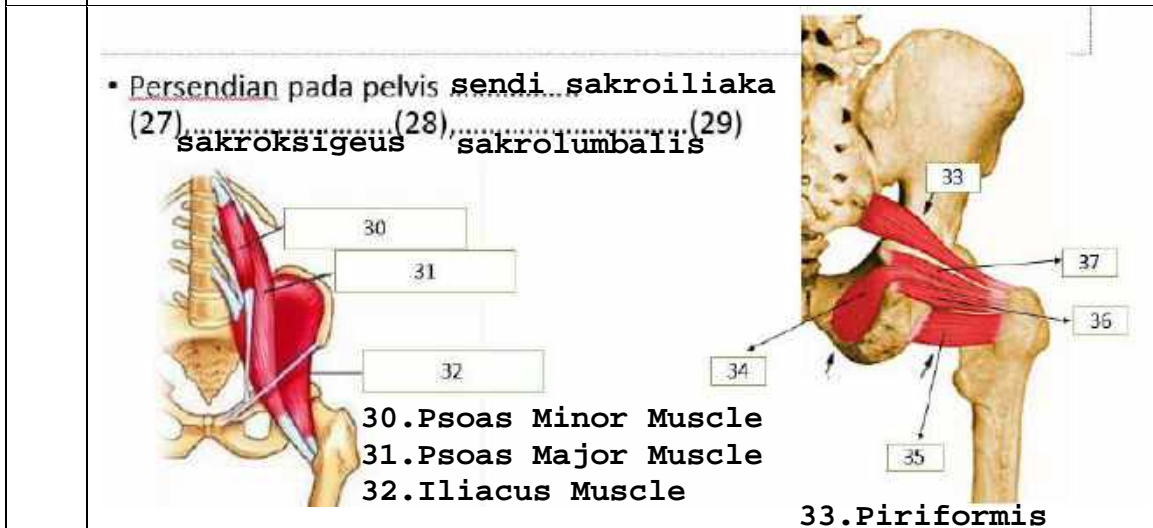 • Persendian pada pelvis sendi sakroiliaka
(27)..........................(28),............................(29)
sakroksigeus sakrolumbalis
33
30
31
37
36
32
34
30.Psoas Minor Muscle
31.Psoas Major Muscle
35
32.Iliacus Muscle
33.Piriformis